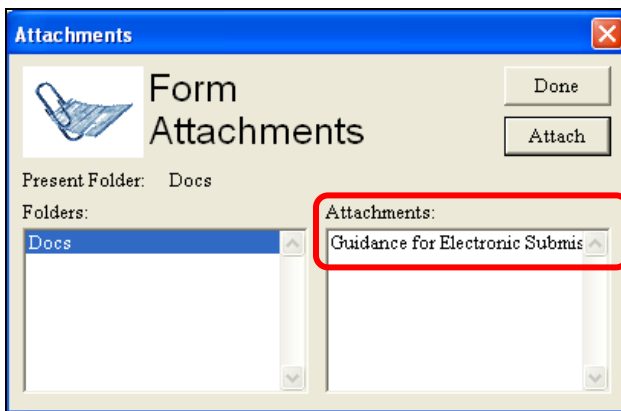 Attachments
Form
Attachments
Done
Attach
Present Folder: Docs
Folders:
Attachments:
Docs
Guidance for Electronic Submis